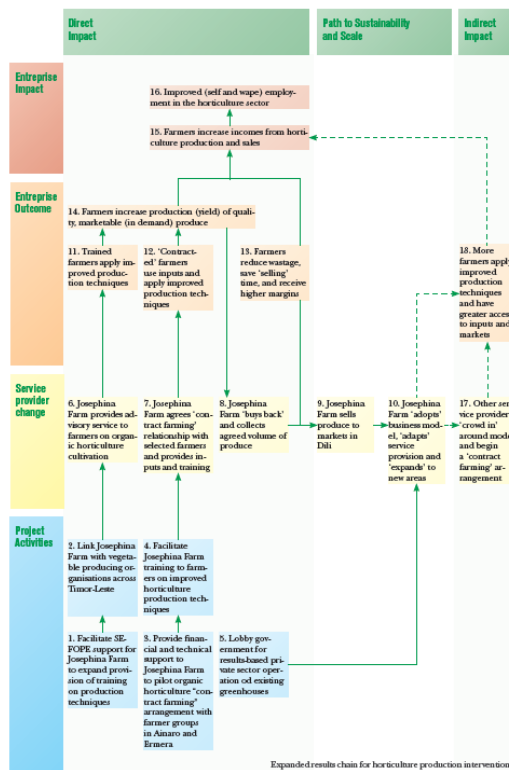 Direct
Impact
Path to Sustainability
and Scale
Indirect
Impact
Entreprise
Impact
16. Improved (self and wape) employ-
ment in the horticulture sector
15. Farmers increase incomes from horti-
culture production and sales
Entreprise
Outcome
14. Farmers increase production (yield) of qual-
ity, marketable (in demand) produce
11. Trained
farmers apply im-
proved produc-
tion techniques
12. ‘Contract-
ed’ farmers
use inputs and
apply improved
production tech-
niques
13. Farmers
reduce wastage,
save ‘selling’
time, and receive
higher margins
18. More
farmers apply
improved
production
techniques
and have
greater access
to inputs and
markets
Service
provider
change
6. Josephina
Farm provides ad-
visory service to
farmers on organ-
ic horticulture
cultivation
7. Josephina
Farm agrees ‘con-
tract farming’
relationship with
selected farmers
and provides in-
puts and training
8. Josephina
Farm ‘buys back’
and collects
agreed volume of
produce
9. Josephina
Farm sells
produce to
markets in
Dili
10. Josephina
Farm ‘adopts’
business mod-
el, ‘adapts’
service
provision and
‘expands’ to
new areas
17. Other ser-
vice provider
‘crowd in’
around mode
and begin
a ‘contract
farming’ ar-
rangement
Project
Activities
2. Link Josephina
Farm with vegeta-
ble producing or-
ganisations across
Timor-Leste
4. Facilitate
Josephina Farm
training to farm-
ers on improved
horticulture
production tech-
niques
1. Facilitate SE-
FOPE support for
Josephina Farm
to expand provi-
sion of training
on production
techniques
3. Provide finan-
cial and technical
support to
Josephina Farm
to pilot organic
horticulture “con-
tract farming”
arrangement with
farmer groups
in Ainaro and
Ermera
5. Lobby gov-
ernment for
results-based pri-
vate sector oper-
ation od existing
greenhouses
Expanded results chain for horticulture production intervention